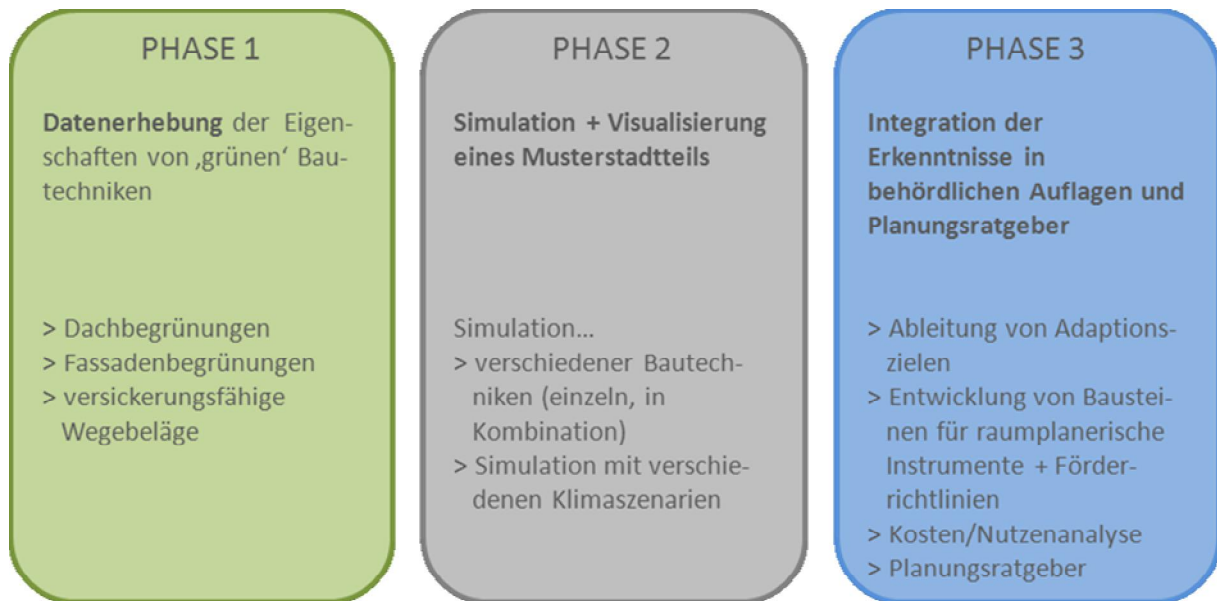 PHASE 1
Datenerhebung der Eigen-
schaften von ‚grünen‘ Bau-
techniken
> Dachbegrünungen
> Fassadenbegrünungen
> versickerungsfähige
Wegebeläge
PHASE 2
Simulation + Visualisierung
eines Musterstadtteils
Simulation...
> verschiedener Bautech-
niken (einzeln, in
Kombination)
> Simulation mit verschie-
denen Klimaszenarien
PHASE 3
Integration der
Erkenntnisse in
behördlichen Auflagen und
Planungsratgeber
> Ableitung von Adaptions-
zielen
> Entwicklung von Baustei-
nen für raumplanerische
Instrumente + Förder-
richtlinien
> Kosten/Nutzenanalyse
> Planungsratgeber